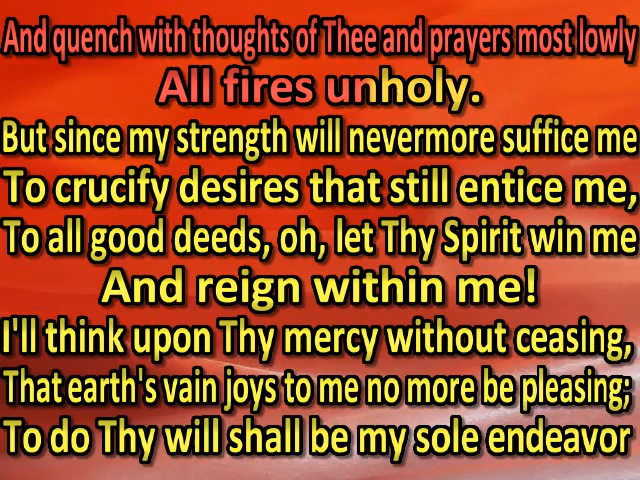 And quench with thoughts of Thee and prayers most lowly
All fires unholy.
But since my strength will nevermore suffice me
To crucify desires that still entice me,
To all good deeds, oh, let Thy Spirit win me
And reign within me!
I'll think upon Thy mercy without ceasing,
That earth's vain joys to me no more be pleasing;
To do Thy will shall be my sole endeavor